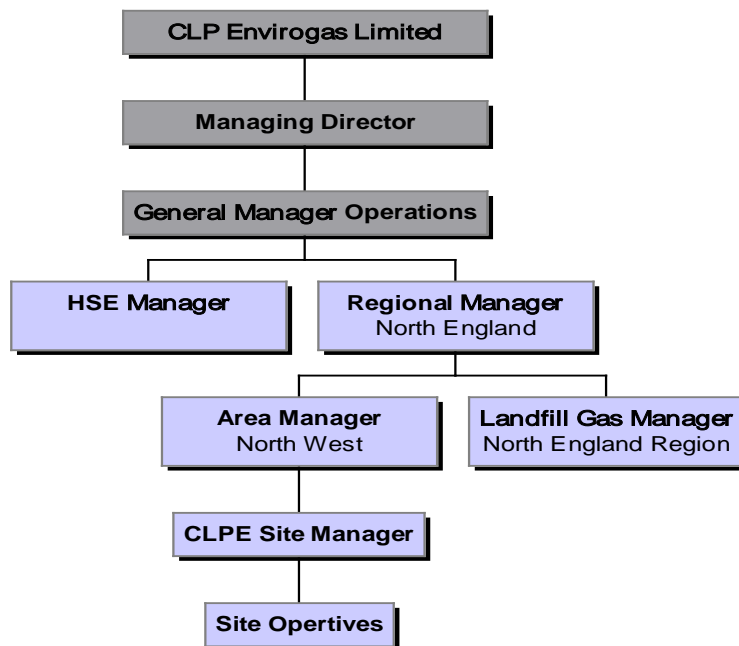 CLP Envirogas Limited
Managing Director
General Manager Operations
HSE Manager
Regional Manager
North England
Area Manager
North West
Landfill Gas Manager
North England Region
CLPE Site Manager
Site Opertives